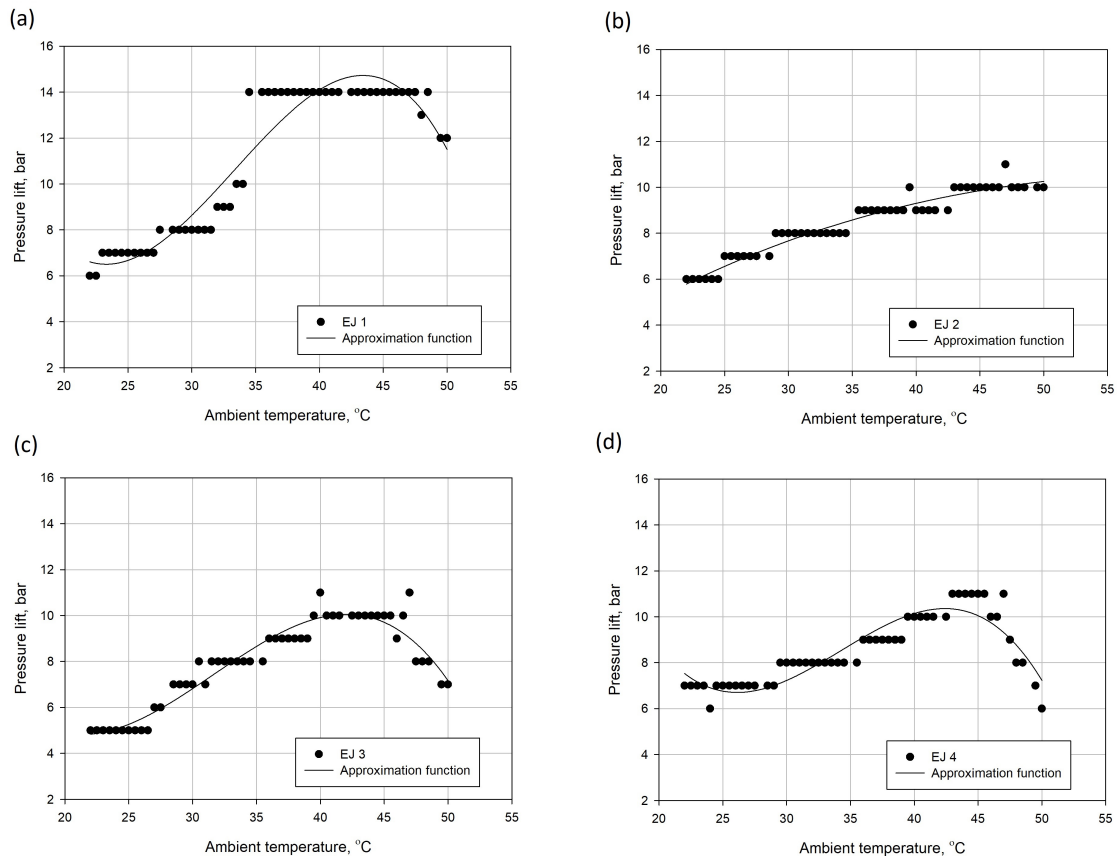 (a)
16
14
12
10
8
6
4
2
20 25 30 35 40 45 50 55
Pressure lift, bar
Ambient temperature, °C
EJ 1
Approximation function
(b)
16
14
12
10
8
6
4
2
20 25 30 35 40 45 50 55
Pressure lift, bar
Ambient temperature, °C
EJ 2
Approximation function
(c)
16
14
12
10
8
6
4
2
20 25 30 35 40 45 50 55
Pressure lift, bar
Ambient temperature, °C
EJ 3
Approximation function
(d)
16
14
12
10
8
6
4
2
20 25 30 35 40 45 50 55
Pressure lift, bar
Ambient temperature, °C
EJ 4
Approximation function